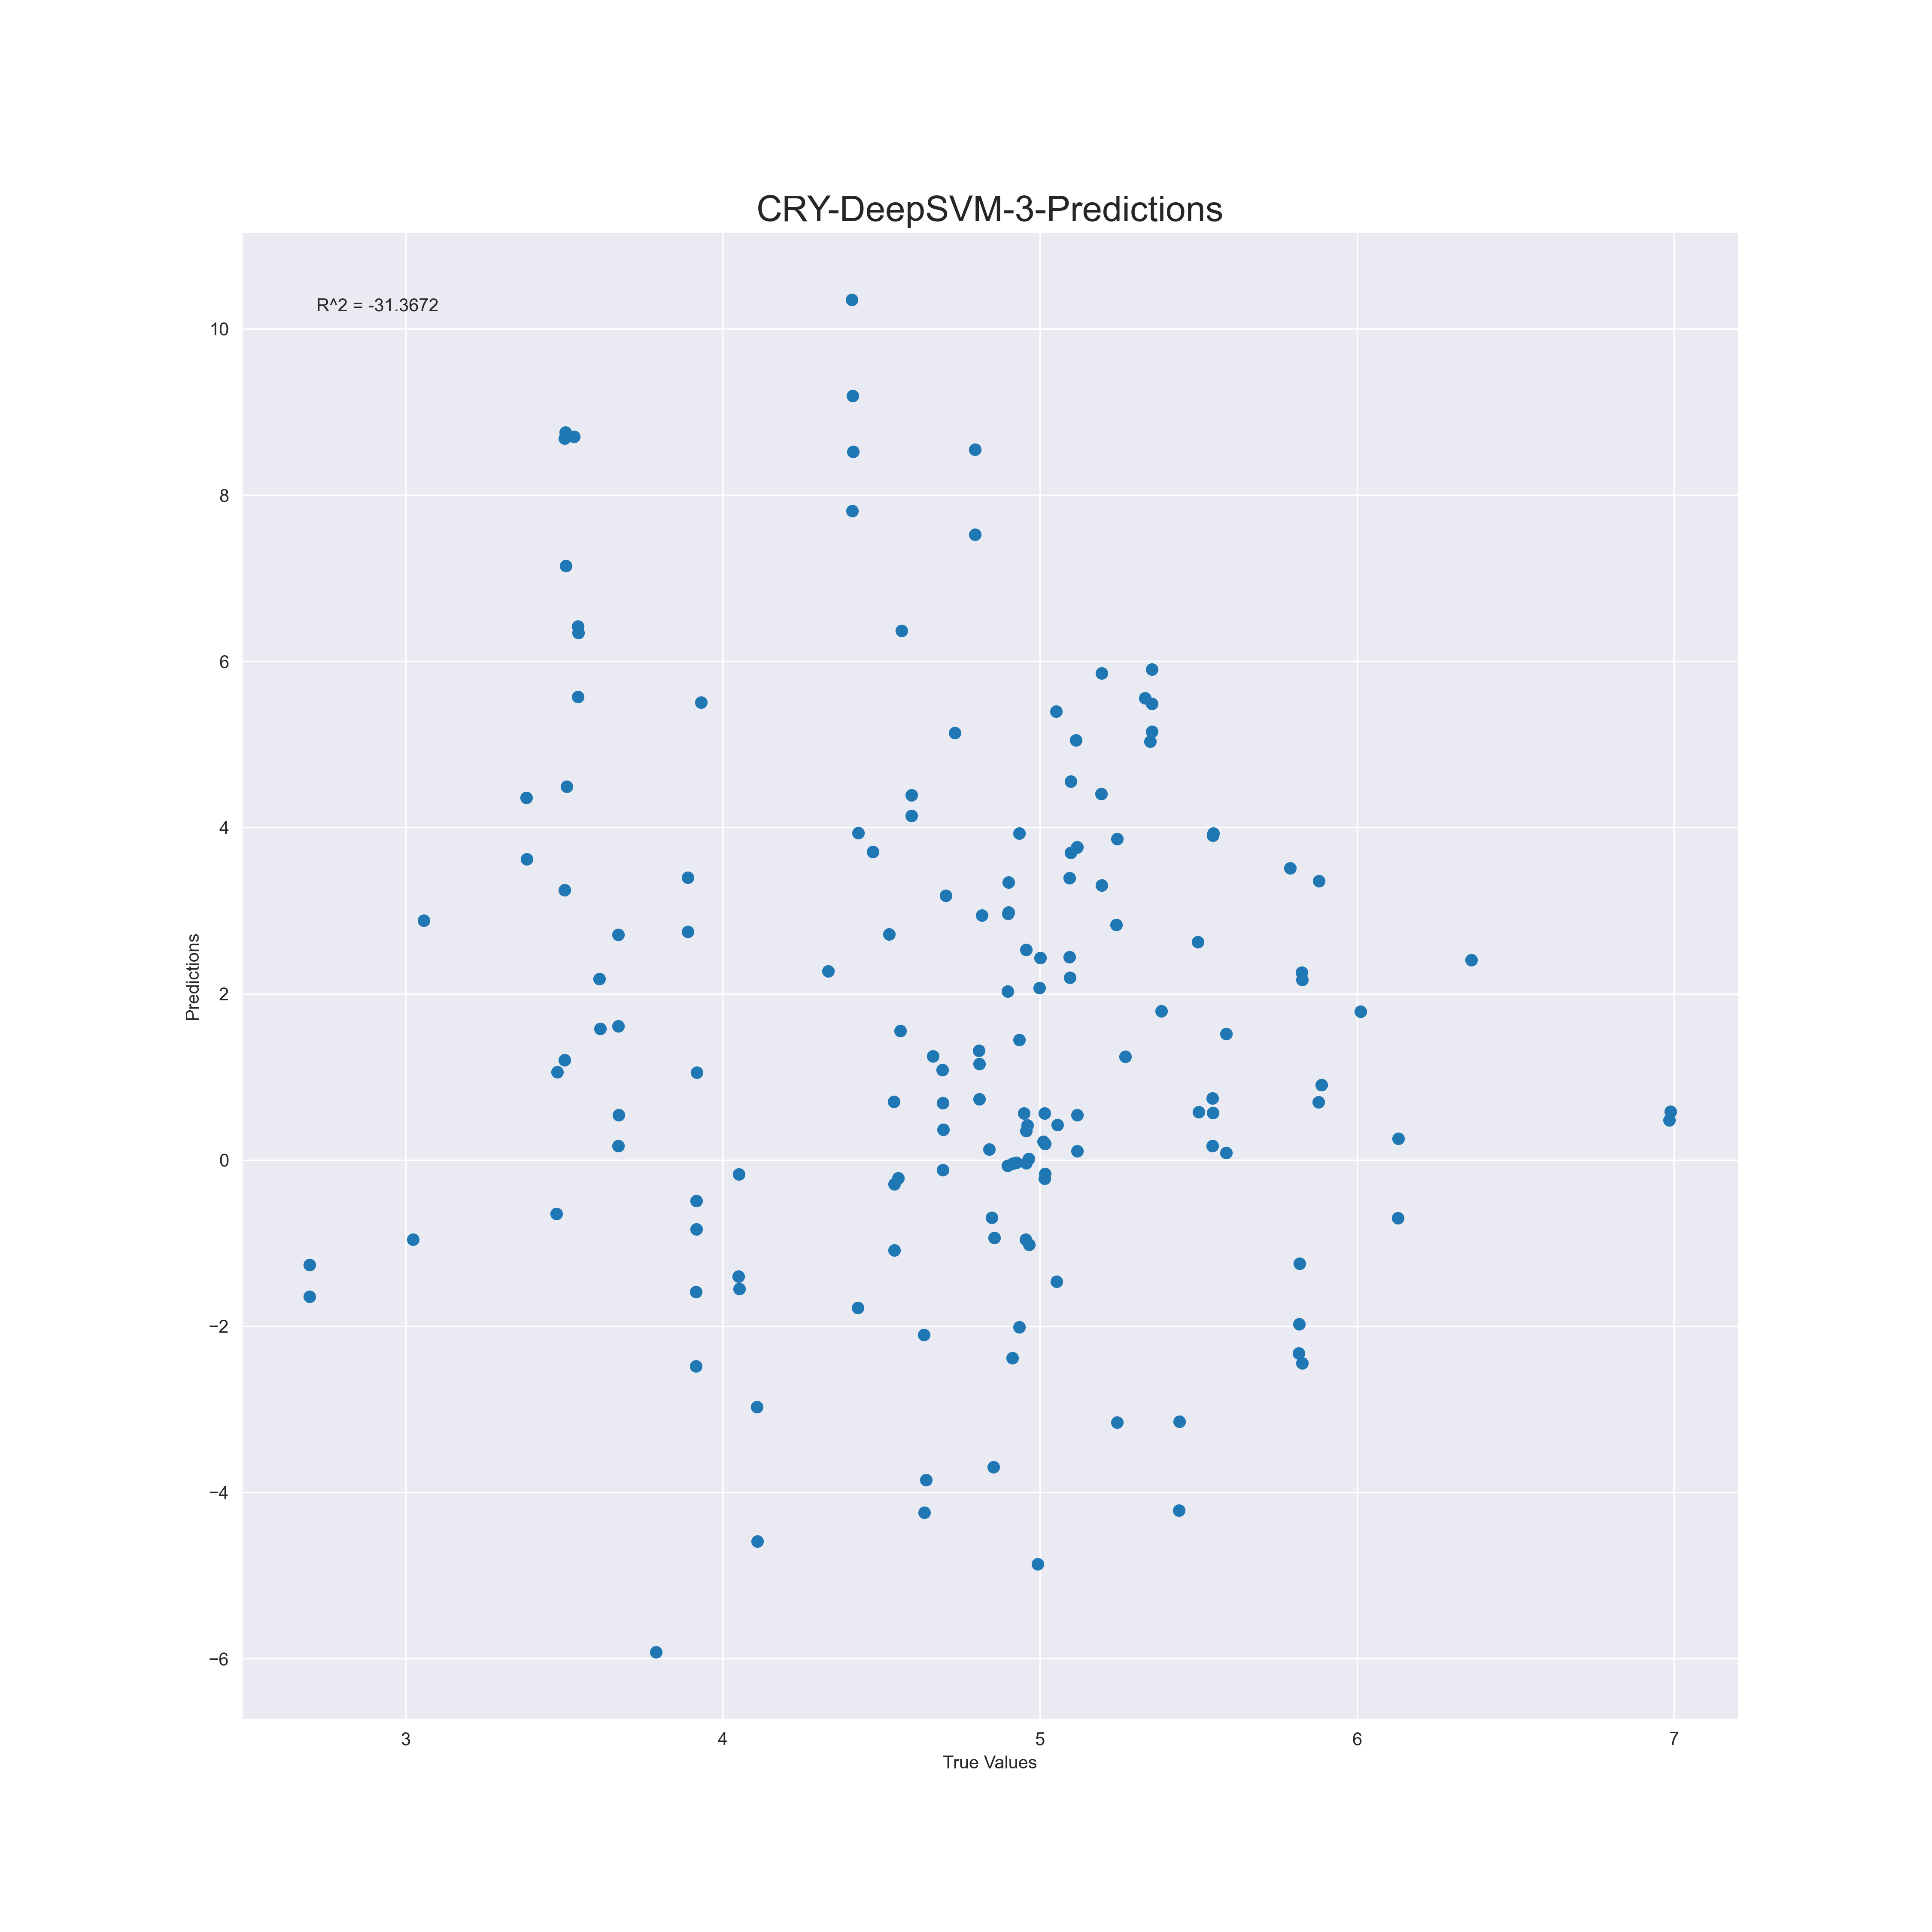 CRY-DeepSVM-3-Predictions
R^2 = -31.3672
10
8
6
4
2
0
−2
−4
−6
Predictions
3 4 5 6 7
True Values